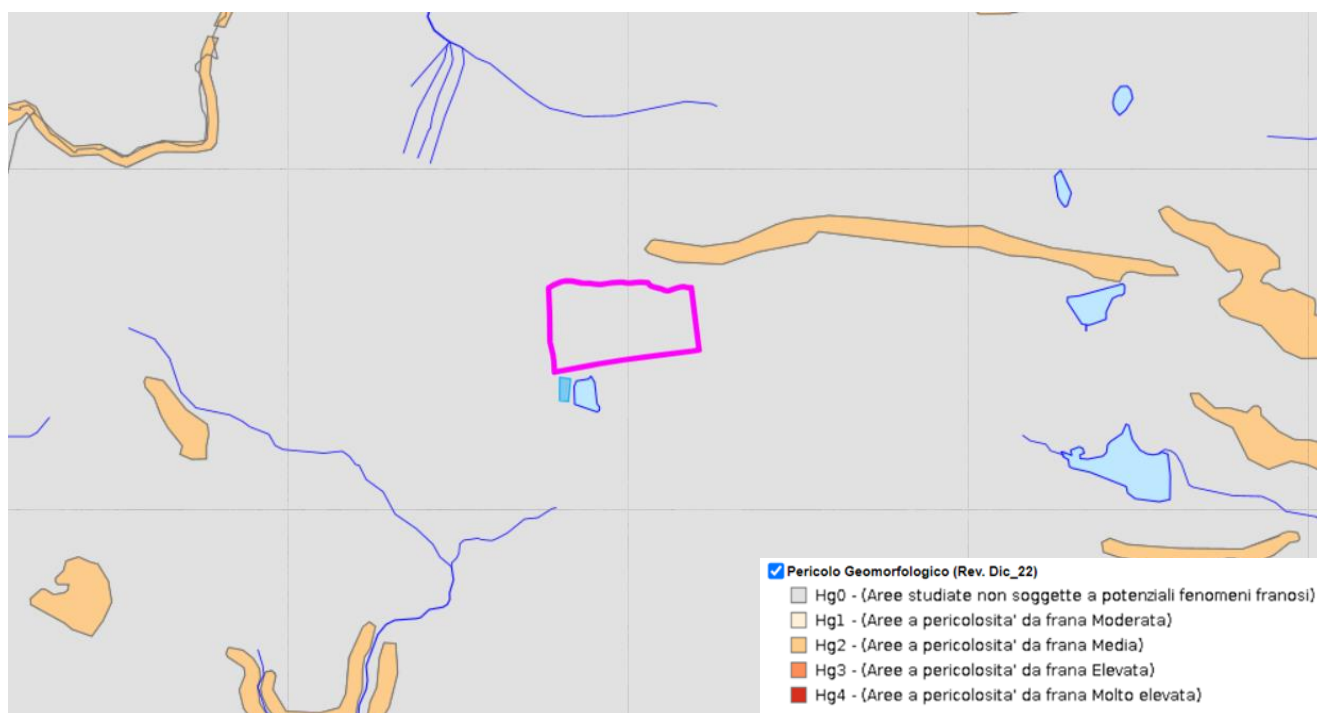 Pericolo Geomorfologico (Rev. Dic_22)
Hg0 - (Aree studiate non soggette a potenziali fenomeni franosi)
Hg1 - (Aree a pericolosita' da frana Moderata)
Hg2 - (Aree a pericolosita' da frana Media)
Hg3 - (Aree a pericolosita' da frana Elevata)
Hg4 - (Aree a pericolosita' da frana Molto elevata)